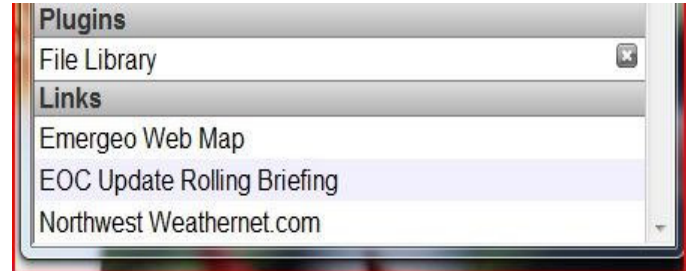 Plugins
File Library
Links
Emergeo Web Map
EOC Update Rolling Briefing
Northwest Weathernet.com